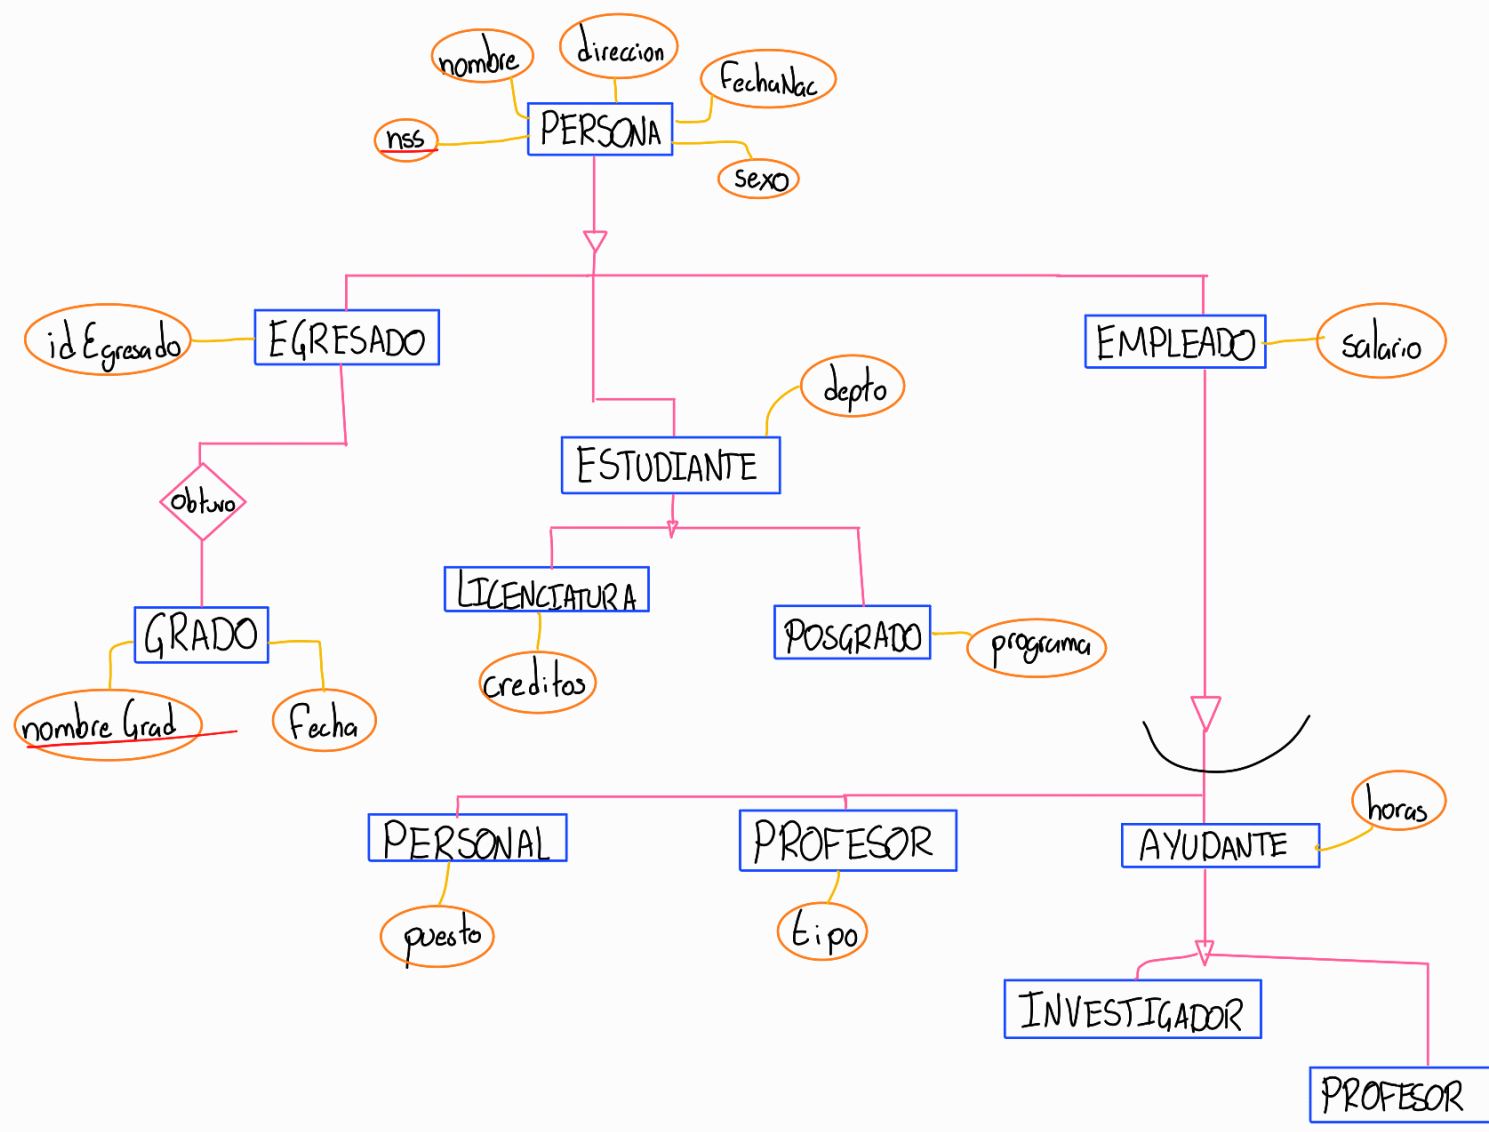 nombre
direccion
FechaNac
nss
PERSONA
sexo
idEgresado
EGRESADO
EMPLEADO
salario
depto
ESTUDIANTE
obtuvo
LICENCIATURA
GRADO
POSGRADO
programa
creditos
nombre Grad
Fecha
horas
PERSONAL
PROFESOR
AYUDANTE
puesto
tipo
INVESTIGADOR
PROFESOR